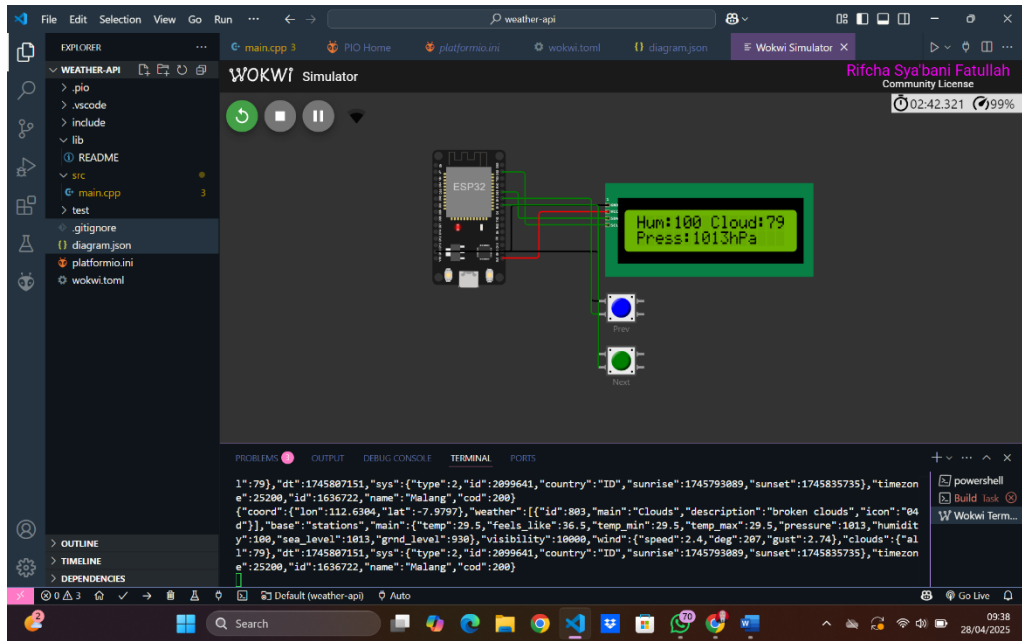 File Edit Selection View Go Run ··· weather-api
EXPLORER ···
main.cpp 3 PIO Home platformio.ini wokwi.toml {} diagram.json Wokwi Simulator
WEATHER-API
.pio
.vscode
include
lib
README
src
main.cpp 3
test
.gitignore
{} diagram.json
platformio.ini
wokwi.toml
OUTLINE
TIMELINE
DEPENDENCIES
WOKWI Simulator
Rifcha Sya'bani Fatullah
Community License
02:42.321 99%
ESP32
Hum:100 Cloud:79
Press:1013hPa
Prev
Next
PROBLEMS 3 OUTPUT DEBUG CONSOLE TERMINAL PORTS
l":79},"dt":1745807151,"sys":{"type":2,"id":2099641,"country":"ID","sunrise":1745793089,"sunset":1745835735},"timezon
e":25200,"id":1636722,"name":"Malang","cod":200}
{"coord":{"lon":112.6304,"lat":-7.9797},"weather":[{"id":803,"main":"Clouds","description":"broken clouds","icon":"04
d"}],"base":"stations","main":{"temp":29.5,"feels_like":36.5,"temp_min":29.5,"temp_max":29.5,"pressure":1013,"humidit
y":100,"sea_level":1013,"grnd_level":930},"visibility":10000,"wind":{"speed":2.4,"deg":207,"gust":2.74},"clouds":{"al
l":79},"dt":1745807151,"sys":{"type":2,"id":2099641,"country":"ID","sunrise":1745793089,"sunset":1745835735},"timezon
e":25200,"id":1636722,"name":"Malang","cod":200}
powershell
Build Task
Wokwi Term...
0 3 Default (weather-api) Auto Go Live
2 Search 70 09:38
28/04/2025